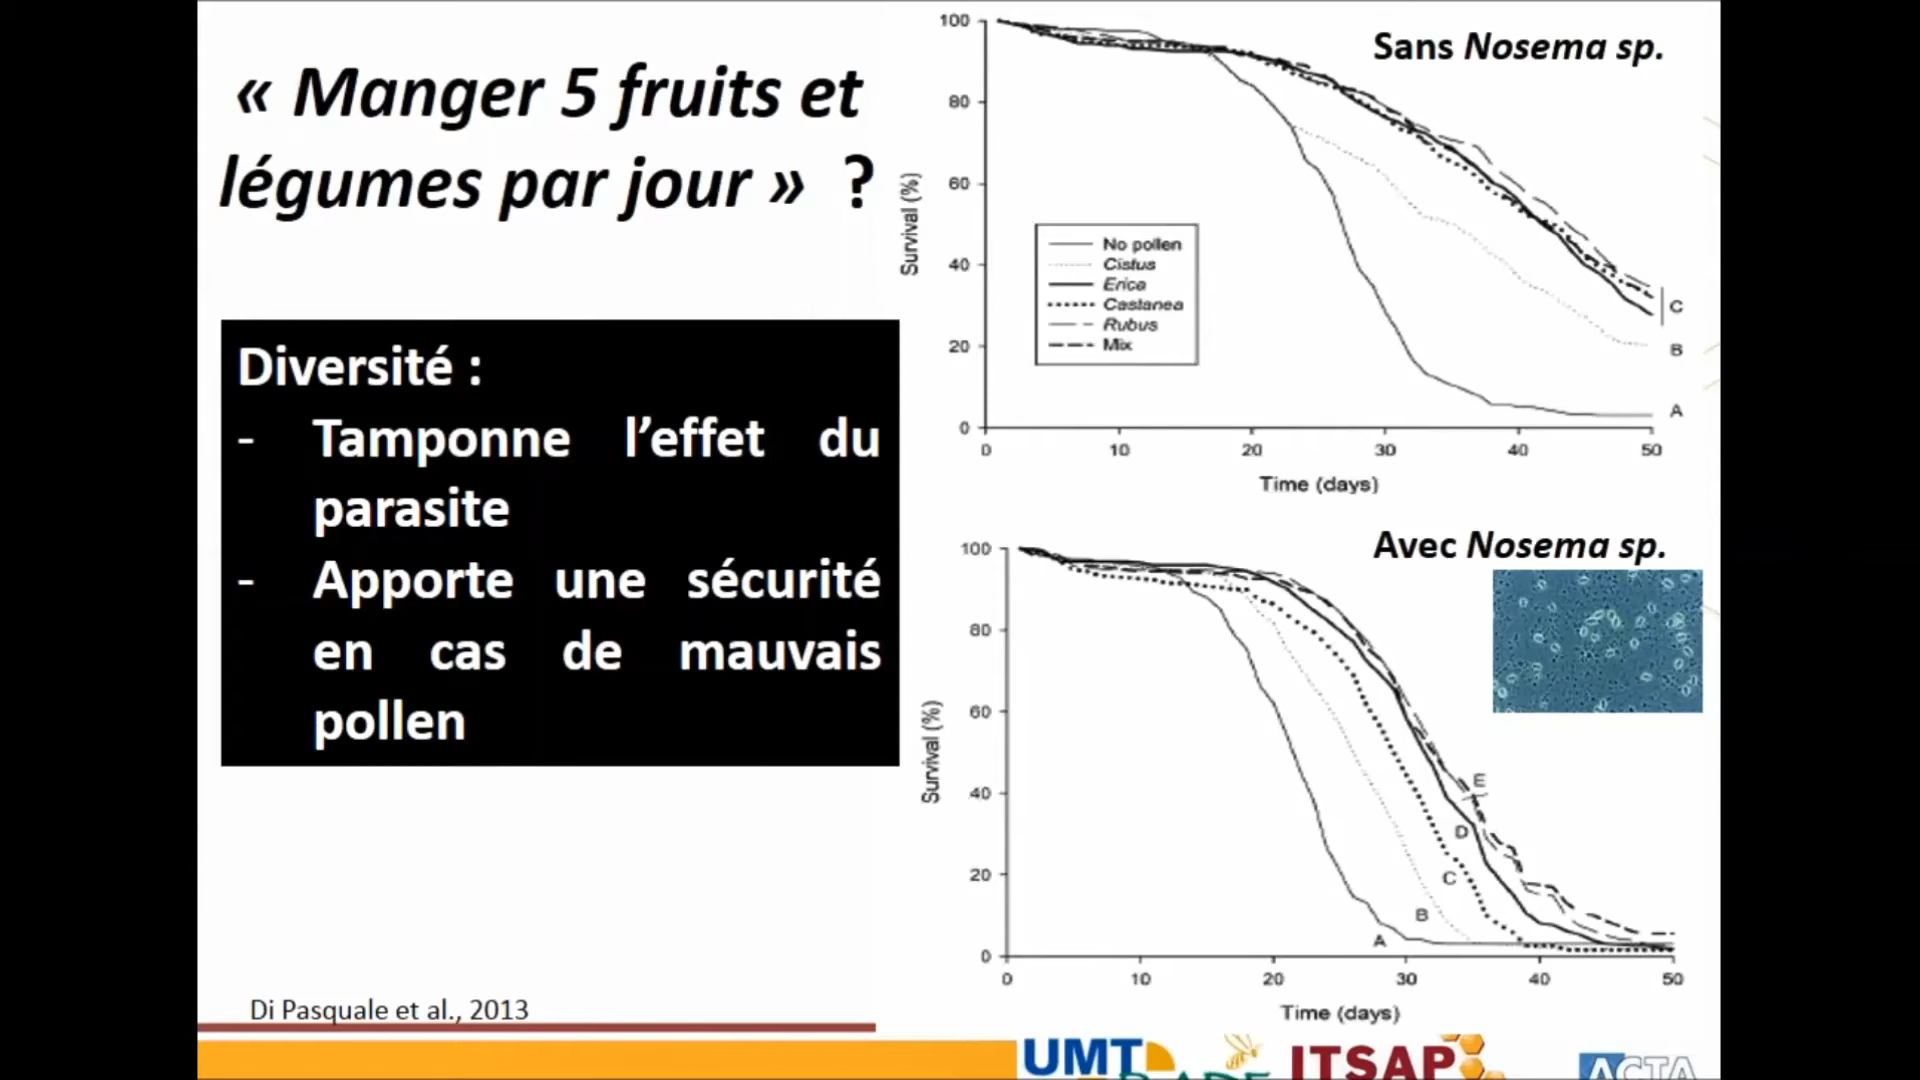 « Manger 5 fruits et
légumes par jour » ?
Diversité :
- Tamponne l'effet du
parasite
- Apporte une sécurité
en cas de mauvais
pollen
Di Pasquale et al., 2013
Sans Nosema sp.
100
80
60
40
20
0
Survival (%)
No pollen
Cistus
Erica
Castanea
Rubus
Mix
C
B
A
0 10 20 30 40 50
Time (days)
Avec Nosema sp.
100
80
60
40
20
0
Survival (%)
E
D
C
B
A
0 10 20 30 40 50
Time (days)
UMT
ITSAP
ACTA